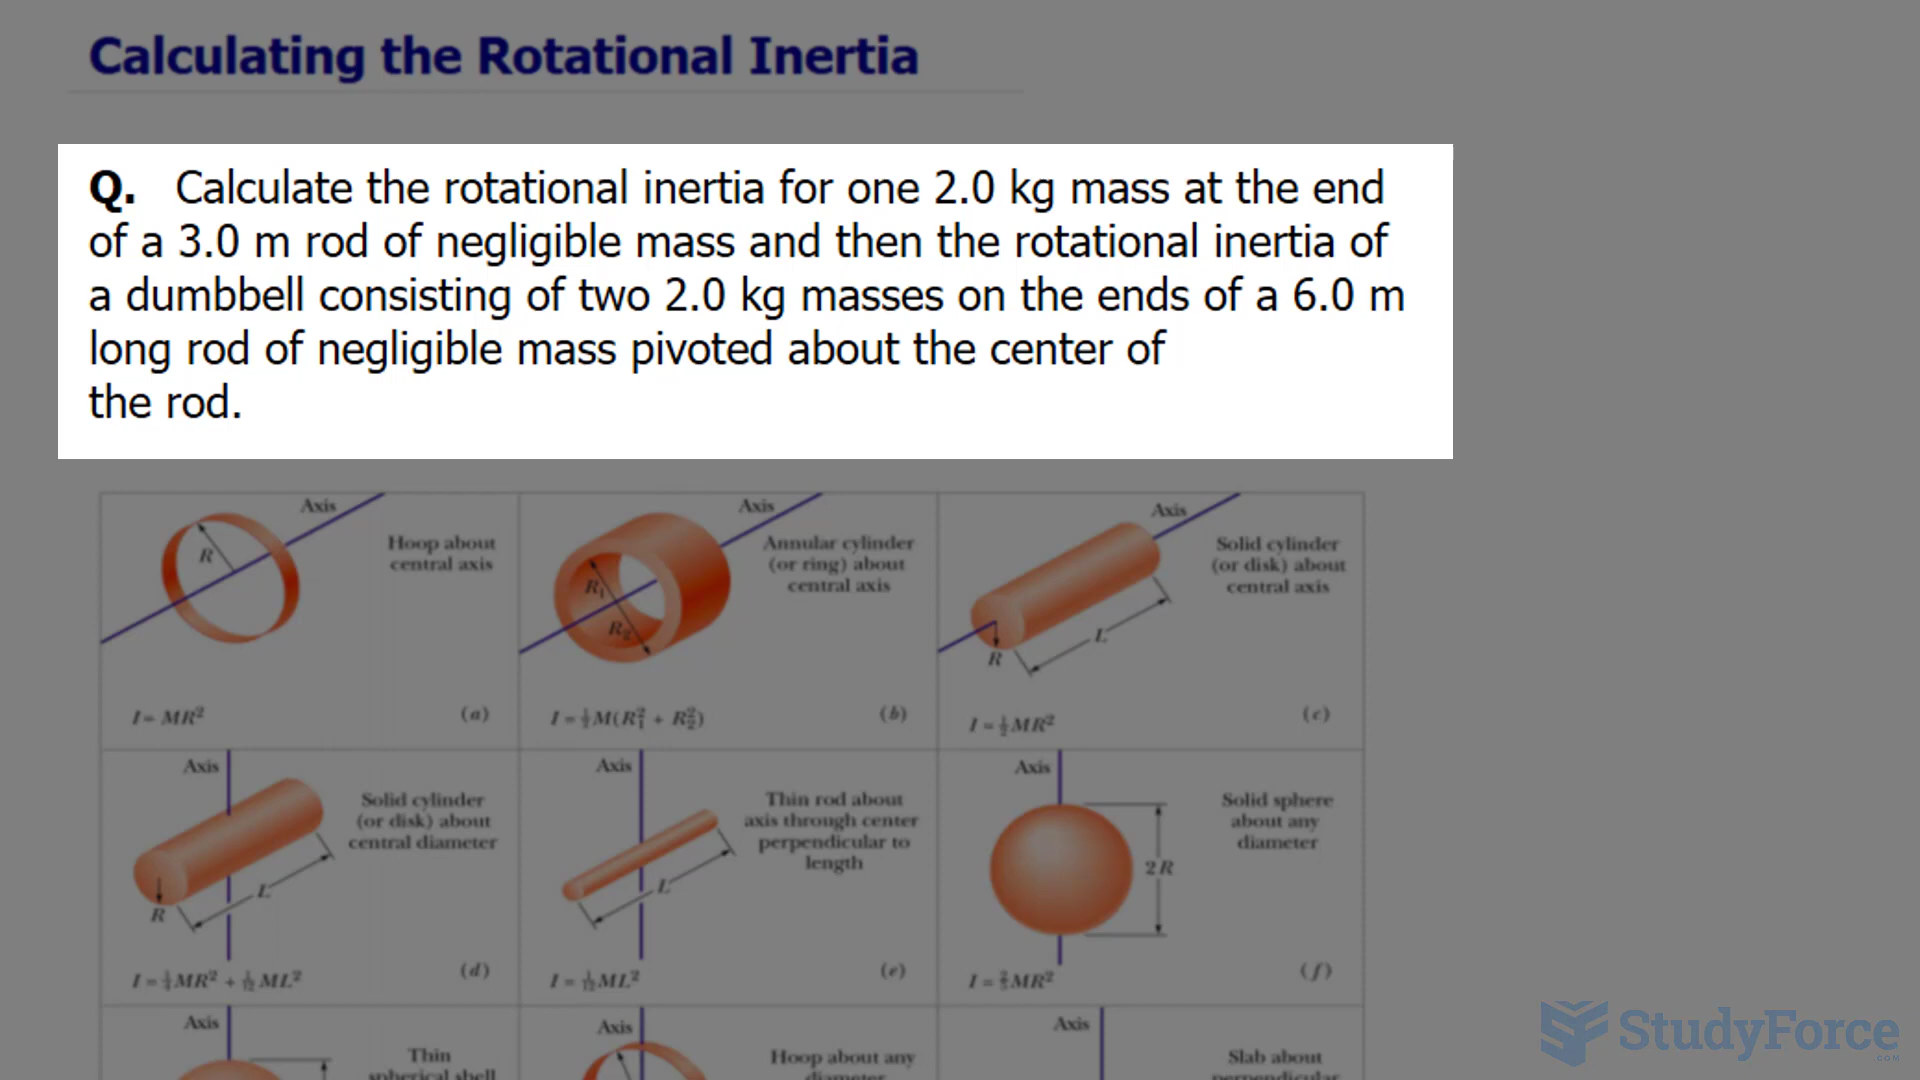 Calculating the Rotational Inertia
Q. Calculate the rotational inertia for one 2.0 kg mass at the end
of a 3.0 m rod of negligible mass and then the rotational inertia of
a dumbbell consisting of two 2.0 kg masses on the ends of a 6.0 m
long rod of negligible mass pivoted about the center of
the rod.
Axis
R
Hoop about
central axis
I = MR²
(a)
Axis
R₁
R₂
Annular cylinder
(or ring) about
central axis
I = ½M(R₁² + R₂²)
(b)
Axis
L
R
Solid cylinder
(or disk) about
central axis
I = ½MR²
(c)
Axis
L
R
Solid cylinder
(or disk) about
central diameter
I = ¼MR² + 1/12 ML²
(d)
Axis
L
Thin rod about
axis through center
perpendicular to
length
I = 1/12 ML²
(e)
Axis
2R
Solid sphere
about any
diameter
I = ⅖MR²
(f)
Axis
Thin
spherical shell
Axis
Hoop about any
diameter
Axis
Slab about
perpendicular
StudyForce
.COM